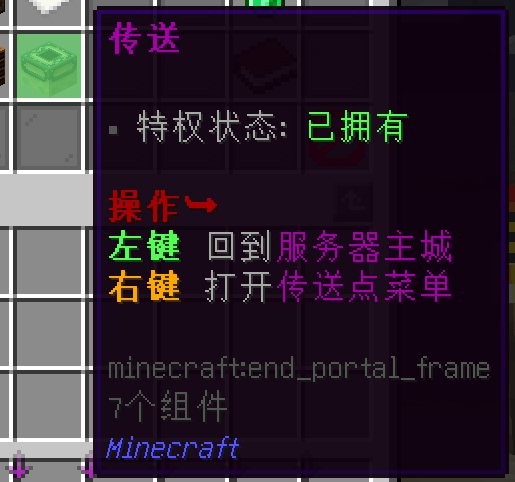 传送
▪ 特权状态: 已拥有
操作↪
左键 回到服务器主城
右键 打开传送点菜单
minecraft:end_portal_frame
7个组件
Minecraft